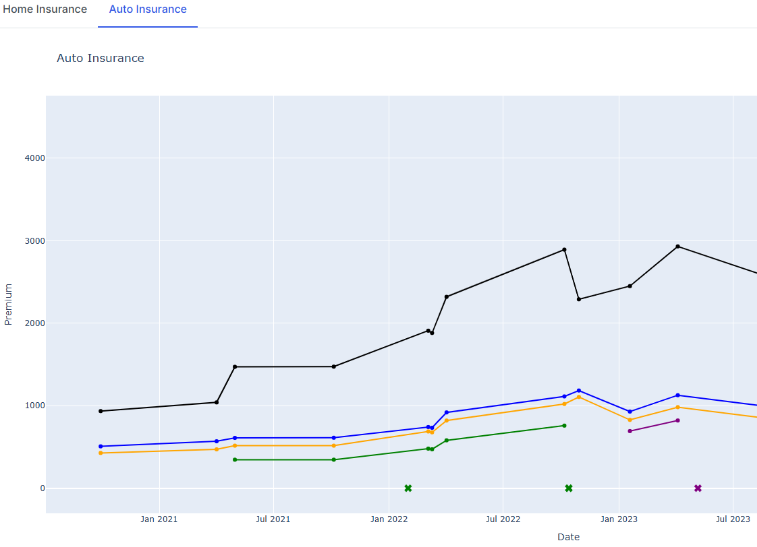 Home Insurance Auto Insurance
Auto Insurance
4000
3000
2000
1000
0
Premium
Jan 2021 Jul 2021 Jan 2022 Jul 2022 Jan 2023 Jul 2023
Date